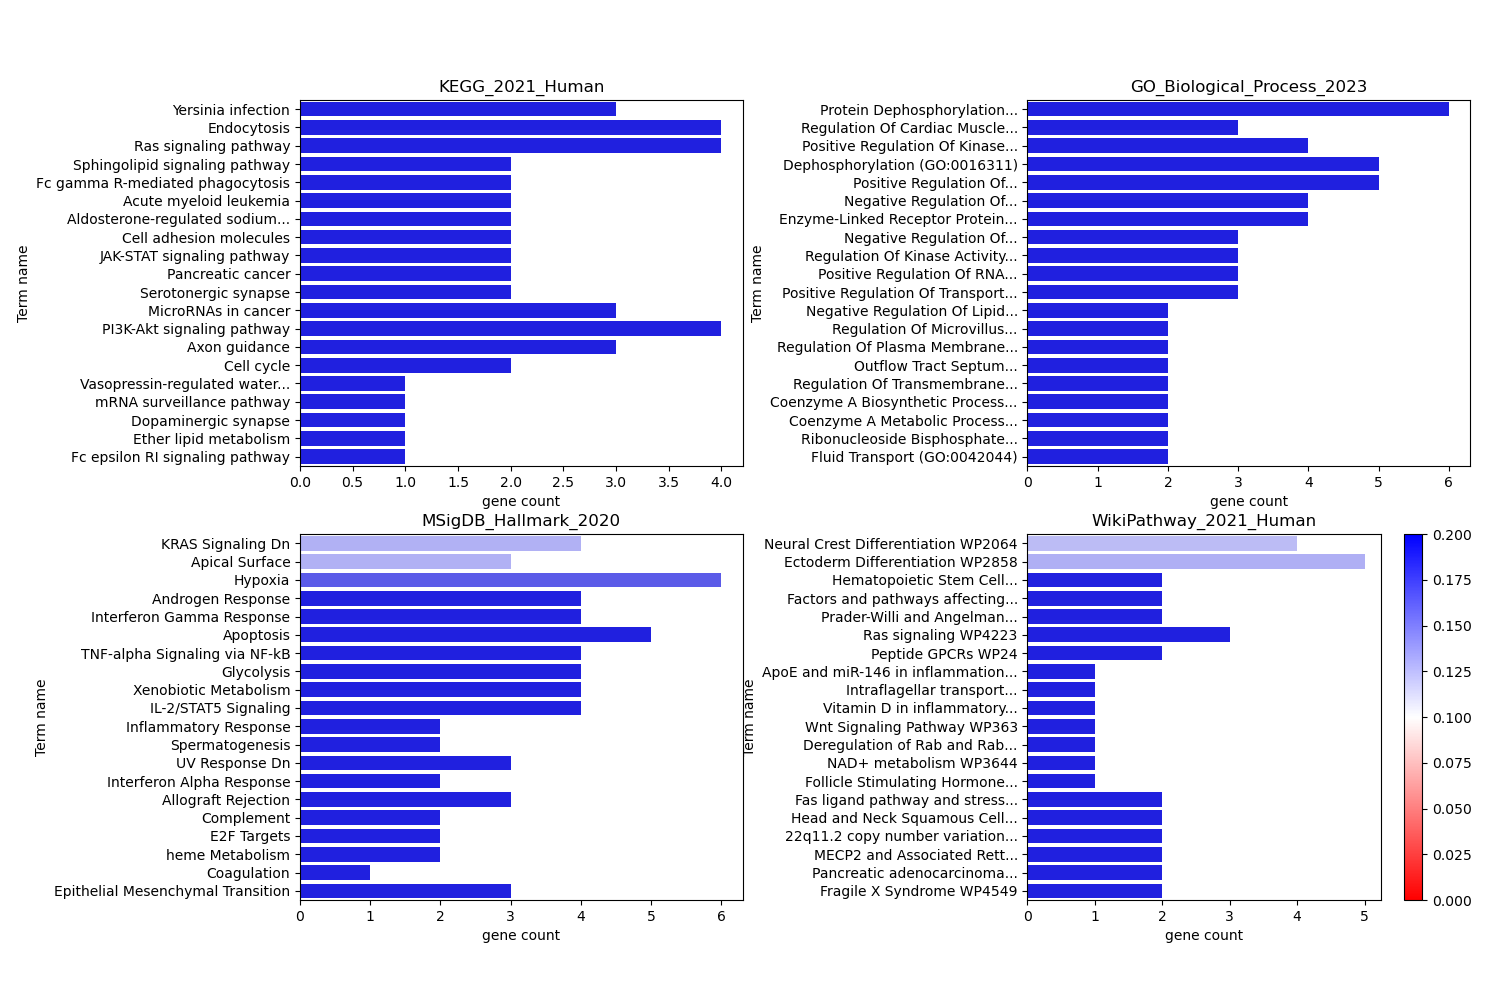 KEGG_2021_Human
Term name
Yersinia infection
Endocytosis
Ras signaling pathway
Sphingolipid signaling pathway
Fc gamma R-mediated phagocytosis
Acute myeloid leukemia
Aldosterone-regulated sodium...
Cell adhesion molecules
JAK-STAT signaling pathway
Pancreatic cancer
Serotonergic synapse
MicroRNAs in cancer
PI3K-Akt signaling pathway
Axon guidance
Cell cycle
Vasopressin-regulated water...
mRNA surveillance pathway
Dopaminergic synapse
Ether lipid metabolism
Fc epsilon RI signaling pathway
0.0 0.5 1.0 1.5 2.0 2.5 3.0 3.5 4.0
gene count
GO_Biological_Process_2023
Term name
Protein Dephosphorylation...
Regulation Of Cardiac Muscle...
Positive Regulation Of Kinase...
Dephosphorylation (GO:0016311)
Positive Regulation Of...
Negative Regulation Of...
Enzyme-Linked Receptor Protein...
Negative Regulation Of...
Regulation Of Kinase Activity...
Positive Regulation Of RNA...
Positive Regulation Of Transport...
Negative Regulation Of Lipid...
Regulation Of Microvillus...
Regulation Of Plasma Membrane...
Outflow Tract Septum...
Regulation Of Transmembrane...
Coenzyme A Biosynthetic Process...
Coenzyme A Metabolic Process...
Ribonucleoside Bisphosphate...
Fluid Transport (GO:0042044)
0 1 2 3 4 5 6
gene count
MSigDB_Hallmark_2020
Term name
KRAS Signaling Dn
Apical Surface
Hypoxia
Androgen Response
Interferon Gamma Response
Apoptosis
TNF-alpha Signaling via NF-kB
Glycolysis
Xenobiotic Metabolism
IL-2/STAT5 Signaling
Inflammatory Response
Spermatogenesis
UV Response Dn
Interferon Alpha Response
Allograft Rejection
Complement
E2F Targets
heme Metabolism
Coagulation
Epithelial Mesenchymal Transition
0 1 2 3 4 5 6
gene count
WikiPathway_2021_Human
Term name
Neural Crest Differentiation WP2064
Ectoderm Differentiation WP2858
Hematopoietic Stem Cell...
Factors and pathways affecting...
Prader-Willi and Angelman...
Ras signaling WP4223
Peptide GPCRs WP24
ApoE and miR-146 in inflammation...
Intraflagellar transport...
Vitamin D in inflammatory...
Wnt Signaling Pathway WP363
Deregulation of Rab and Rab...
NAD+ metabolism WP3644
Follicle Stimulating Hormone...
Fas ligand pathway and stress...
Head and Neck Squamous Cell...
22q11.2 copy number variation...
MECP2 and Associated Rett...
Pancreatic adenocarcinoma...
Fragile X Syndrome WP4549
0 1 2 3 4 5
gene count
0.200
0.175
0.150
0.125
0.100
0.075
0.050
0.025
0.000